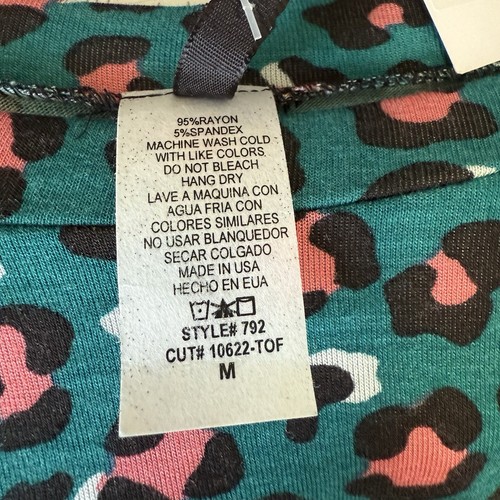 95%RAYON
5%SPANDEX
MACHINE WASH COLD
WITH LIKE COLORS
DO NOT BLEACH
HANG DRY
LAVE A MAQUINA CON
AGUA FRIA CON
COLORES SIMILARES
NO USAR BLANQUEDOR
SECAR COLGADO
MADE IN USA
HECHO EN EUA
STYLE# 792
CUT# 10622-TOF
M